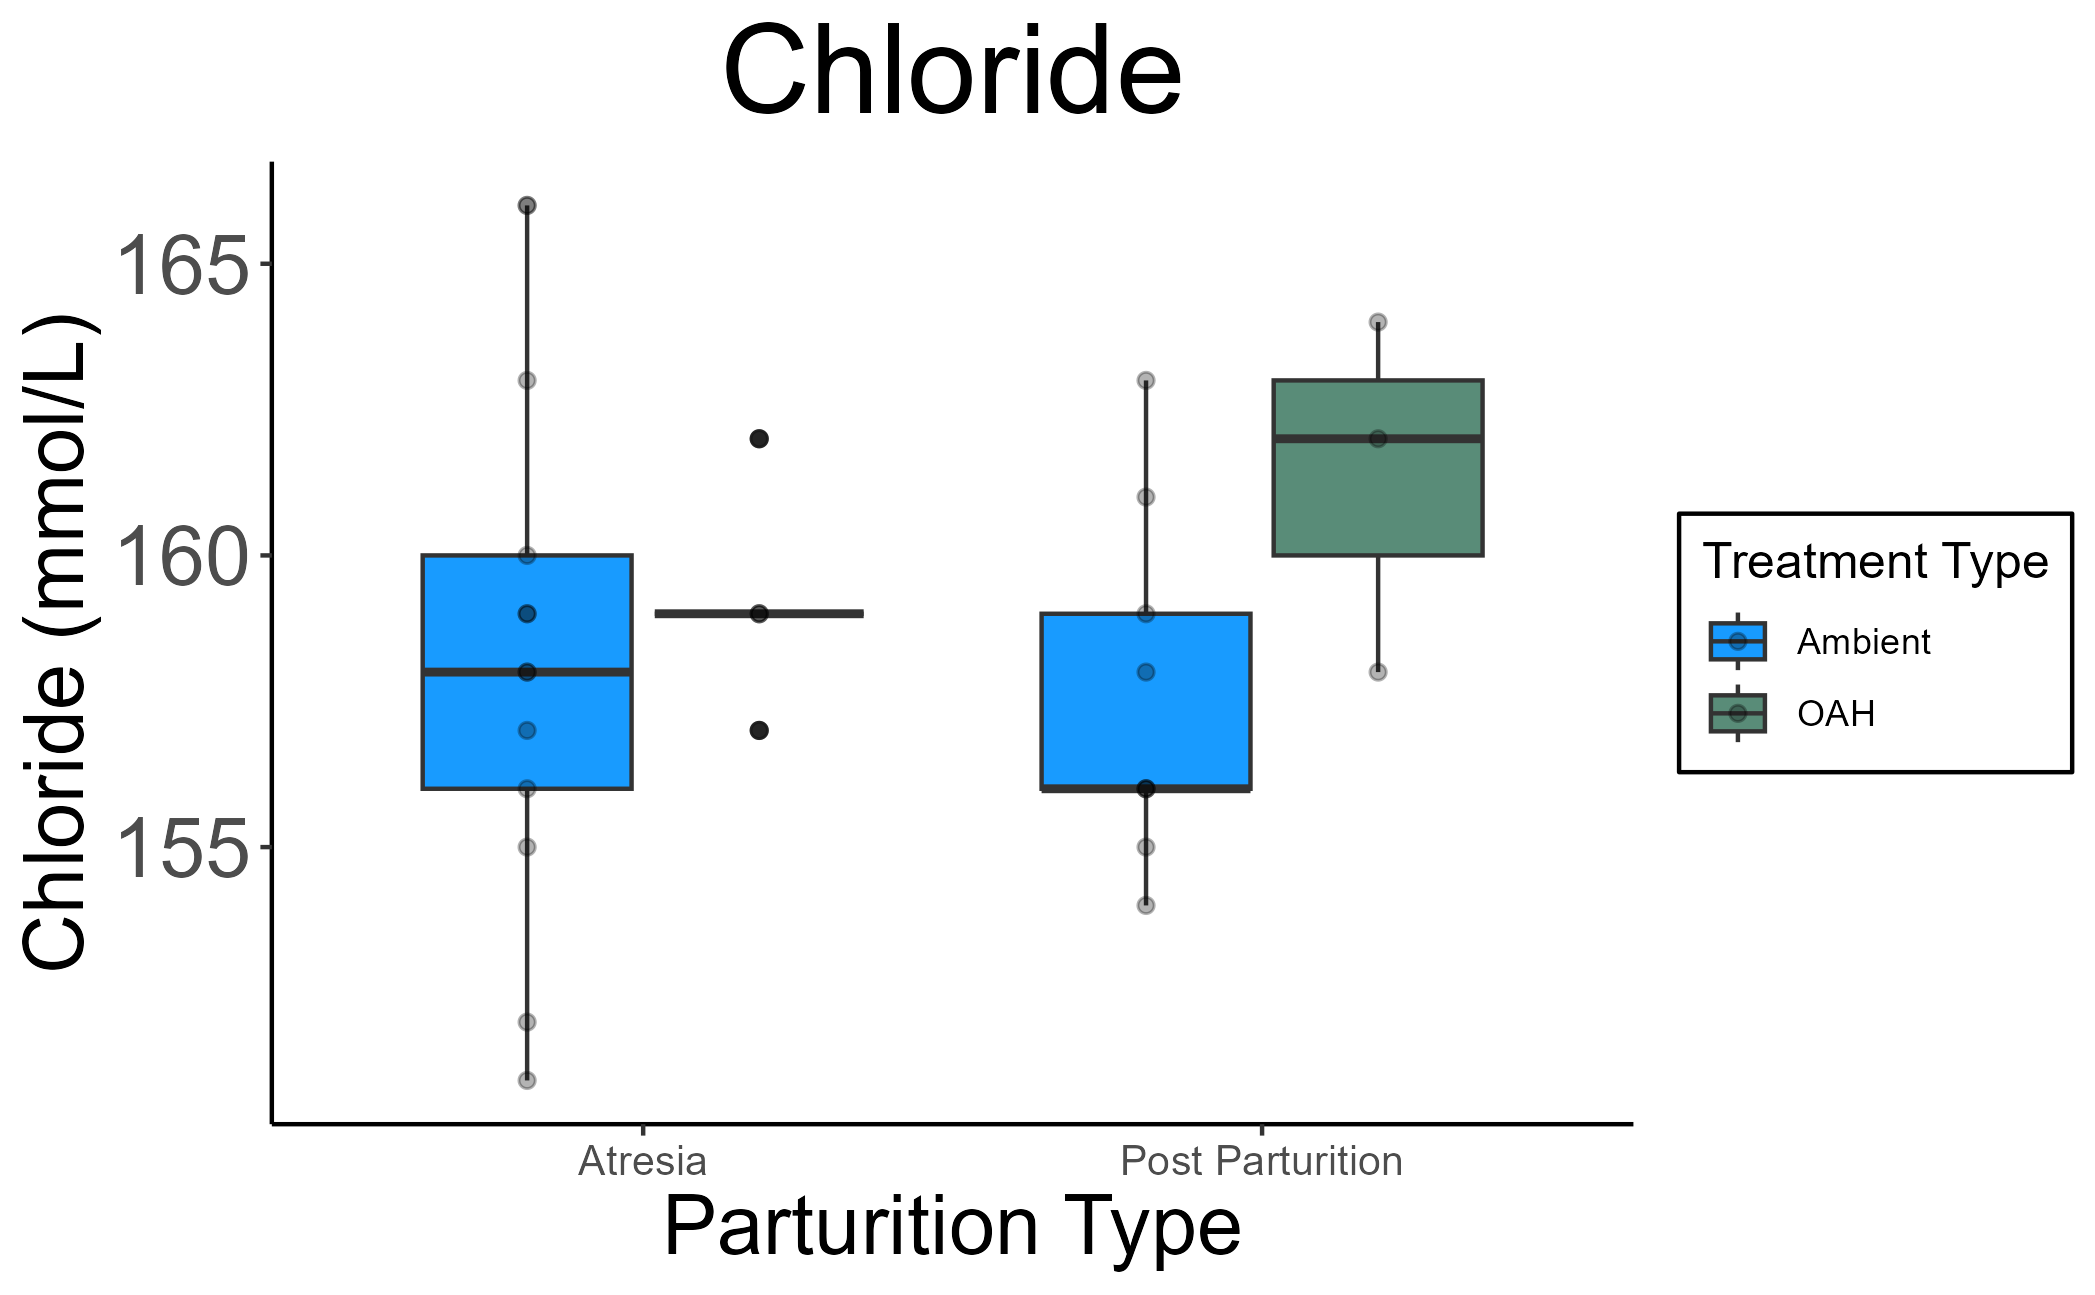 Chloride
Chloride (mmol/L)
165
160
155
Atresia
Post Parturition
Parturition Type
Treatment Type
Ambient
OAH